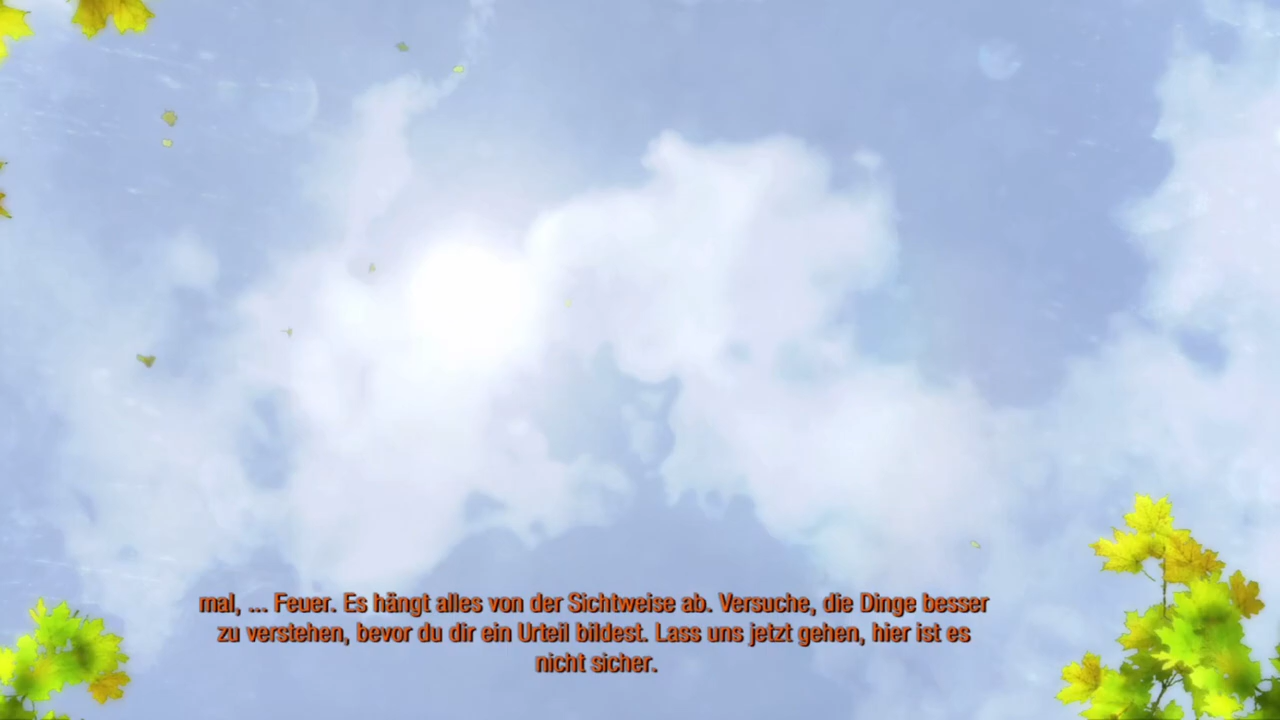 mal, ... Feuer. Es hängt alles von der Sichtweise ab. Versuche, die Dinge besser
zu verstehen, bevor du dir ein Urteil bildest. Lass uns jetzt gehen, hier ist es
nicht sicher.